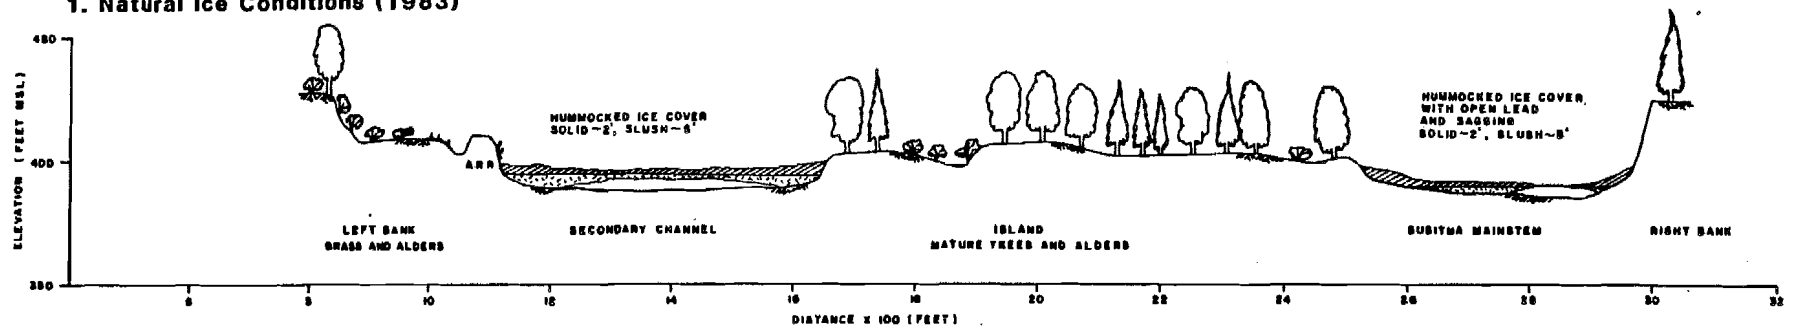 1. Natural Ice Conditions (1983)
450
ELEVATION (FEET MSL)
HUMMOCKED ICE COVER
SOLID ~2', SLUSH ~5'
HUMMOCKED ICE COVER
WITH OPEN LEAD
AND SAGGING
SOLID ~2', SLUSH ~5'
400
A.R.R.
LEFT BANK
GRASS AND ALDERS
SECONDARY CHANNEL
ISLAND
MATURE TREES AND ALDERS
SUSITNA MAINSTEM
RIGHT BANK
350
6 8 10 12 14 16 18 20 22 24 26 28 30 32
DISTANCE X 100 (FEET)